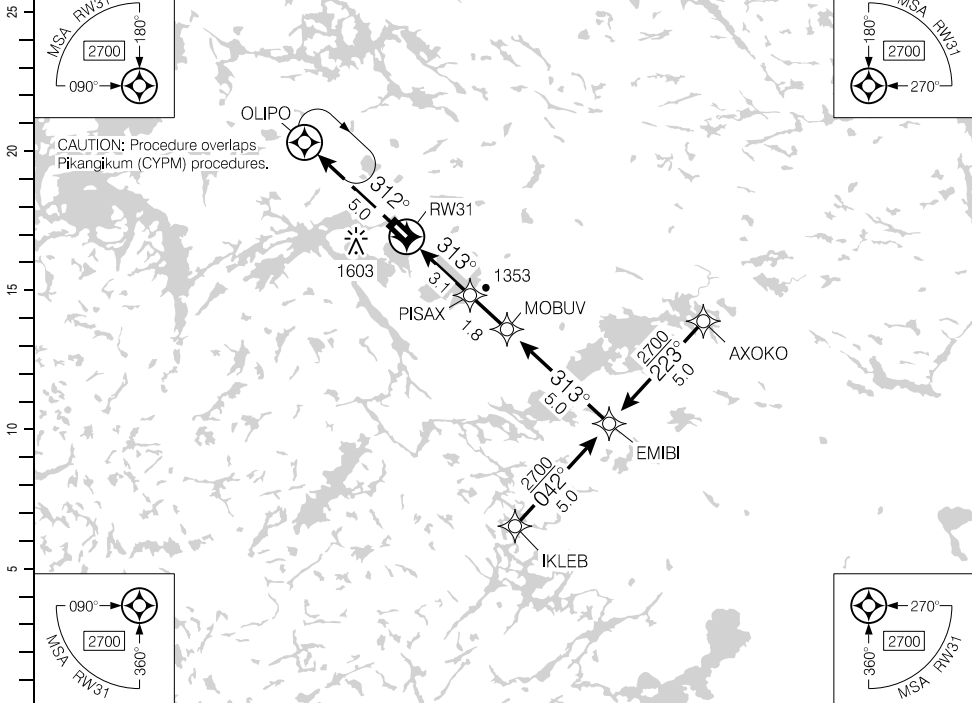 25
20
15
10
5
MSA RW31
2700
180°
090°
MSA RW31
2700
180°
270°
OLIPO
CAUTION: Procedure overlaps
Pikangikum (CYPM) procedures.
312°
5.0
RW31
1603
313°
3.1
1353
PISAX
1.8
MOBUV
AXOKO
2700
223°
5.0
313°
5.0
EMIBI
2700
042°
5.0
IKLEB
090°
2700
360°
MSA RW31
270°
2700
360°
MSA RW31